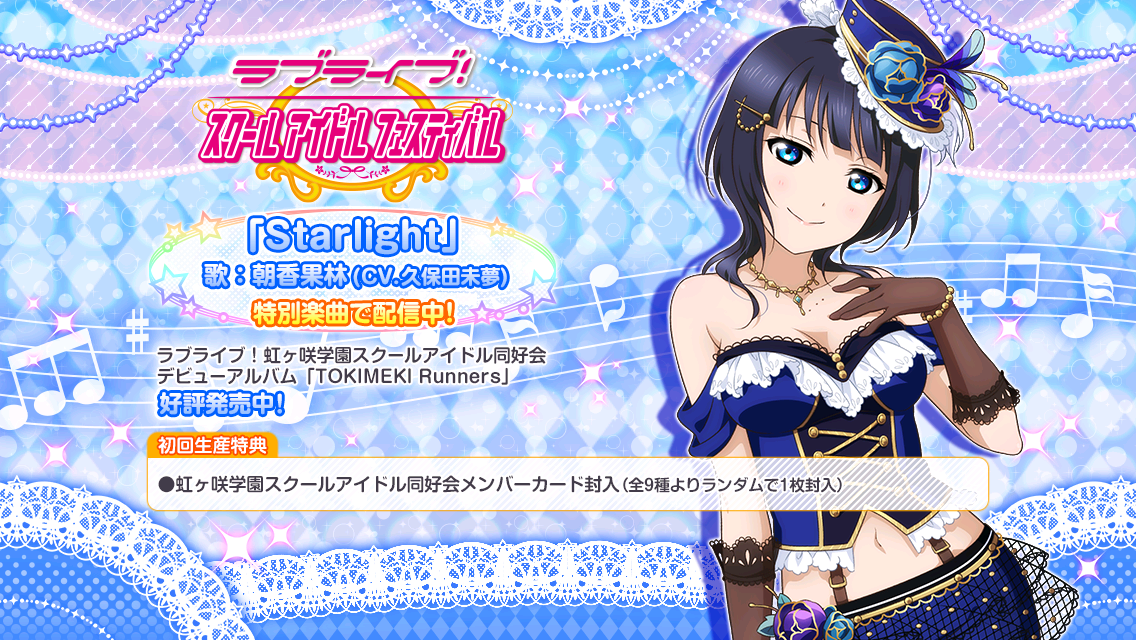 ラブライブ!
スクールアイドルフェスティバル
「Starlight」
歌：朝香果林(CV.久保田未夢)
特別楽曲で配信中!
ラブライブ！虹ヶ咲学園スクールアイドル同好会
デビューアルバム「TOKIMEKI Runners」
好評発売中!
初回生産特典
●虹ヶ咲学園スクールアイドル同好会メンバーカード封入(全9種よりランダムで1枚封入)